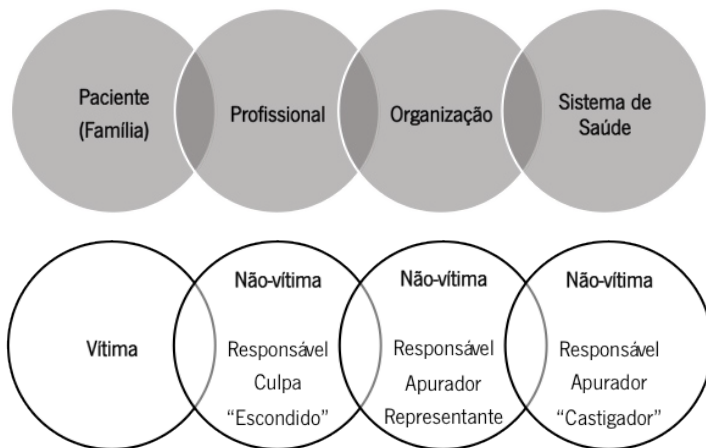 Paciente
(Família)
Profissional
Organização
Sistema de
Saúde
Vítima
Não-vítima
Responsável
Culpa
“Escondido”
Não-vítima
Responsável
Apurador
Representante
Não-vítima
Responsável
Apurador
“Castigador”